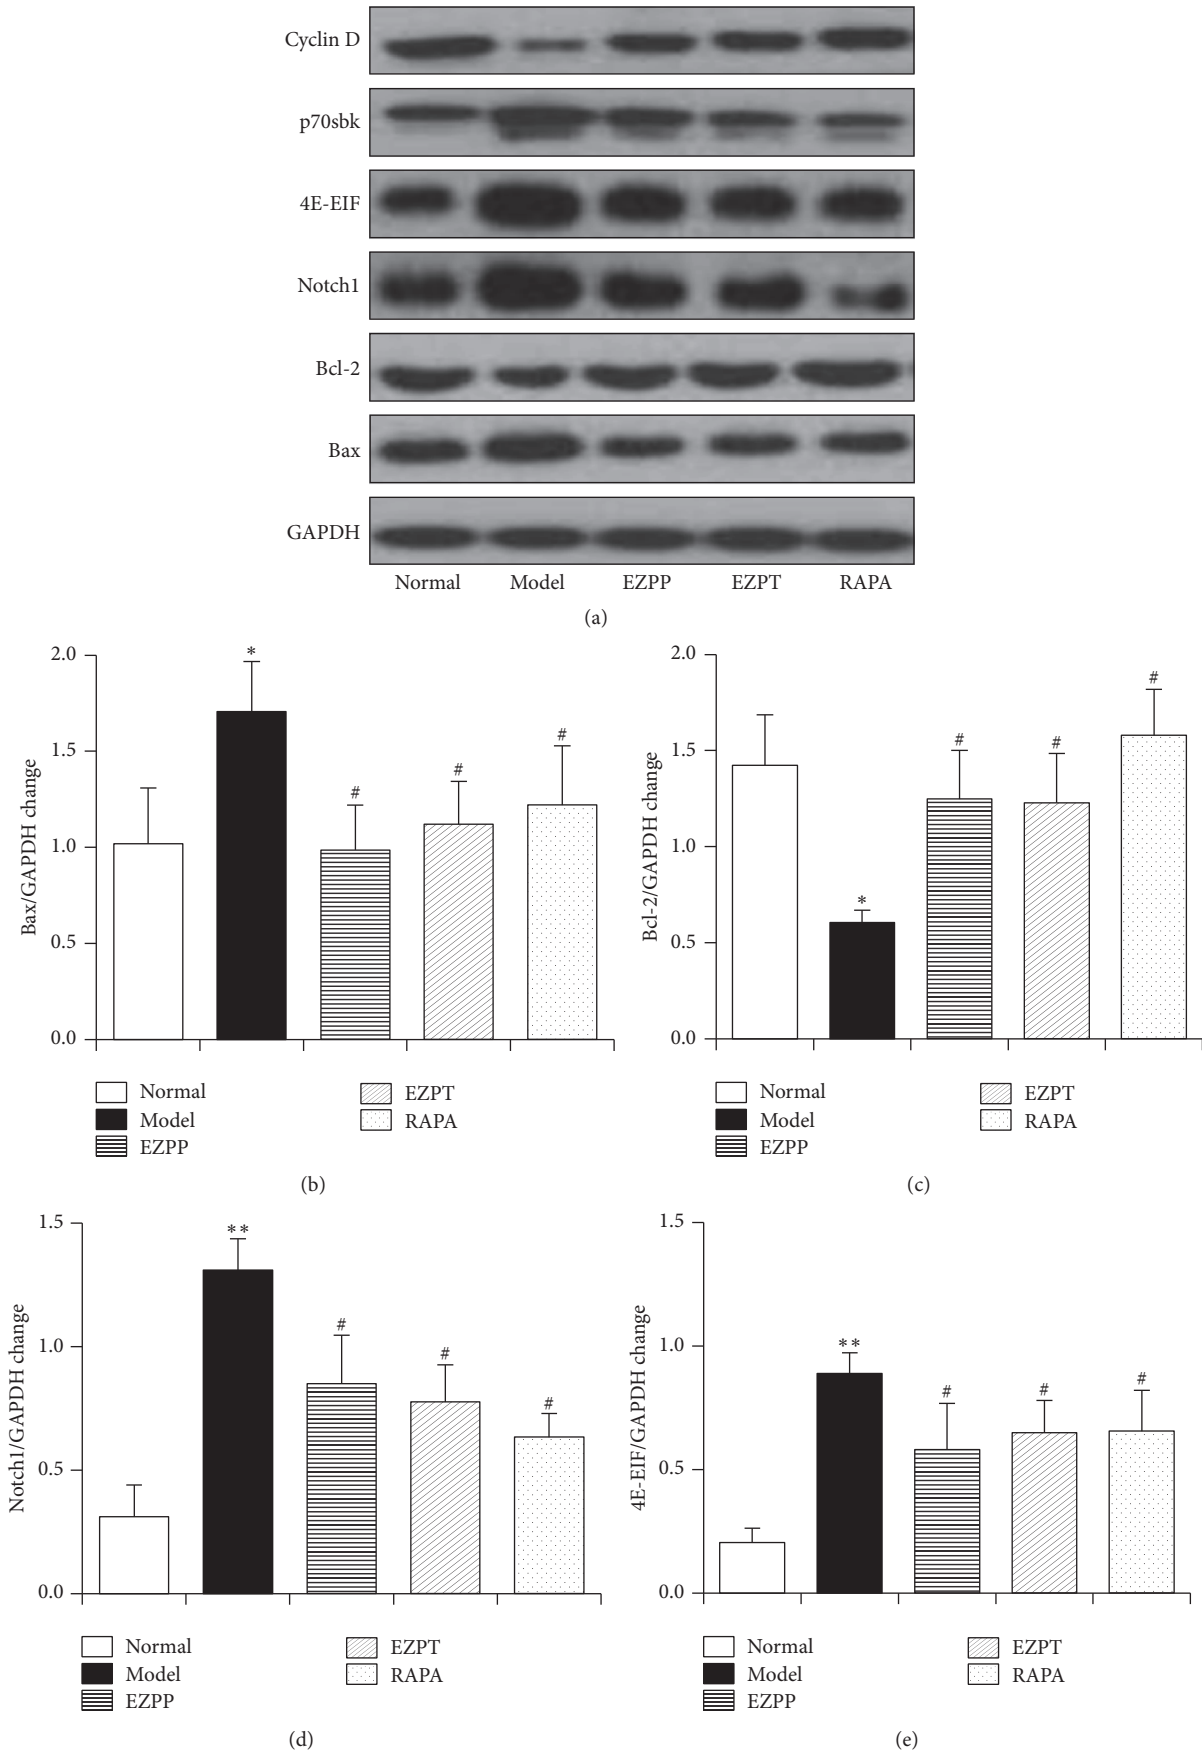 Cyclin D
p70sbk
4E-EIF
Notch1
Bcl-2
Bax
GAPDH
Normal Model EZPP EZPT RAPA
(a)
2.0
1.5
1.0
0.5
0.0
Bax/GAPDH change
*
#
#
#
Normal
Model
EZPP
EZPT
RAPA
(b)
2.0
1.5
1.0
0.5
0.0
Bcl-2/GAPDH change
*
#
#
#
Normal
Model
EZPP
EZPT
RAPA
(c)
1.5
1.0
0.5
0.0
Notch1/GAPDH change
**
#
#
#
Normal
Model
EZPP
EZPT
RAPA
(d)
1.5
1.0
0.5
0.0
4E-EIF/GAPDH change
**
#
#
#
Normal
Model
EZPP
EZPT
RAPA
(e)